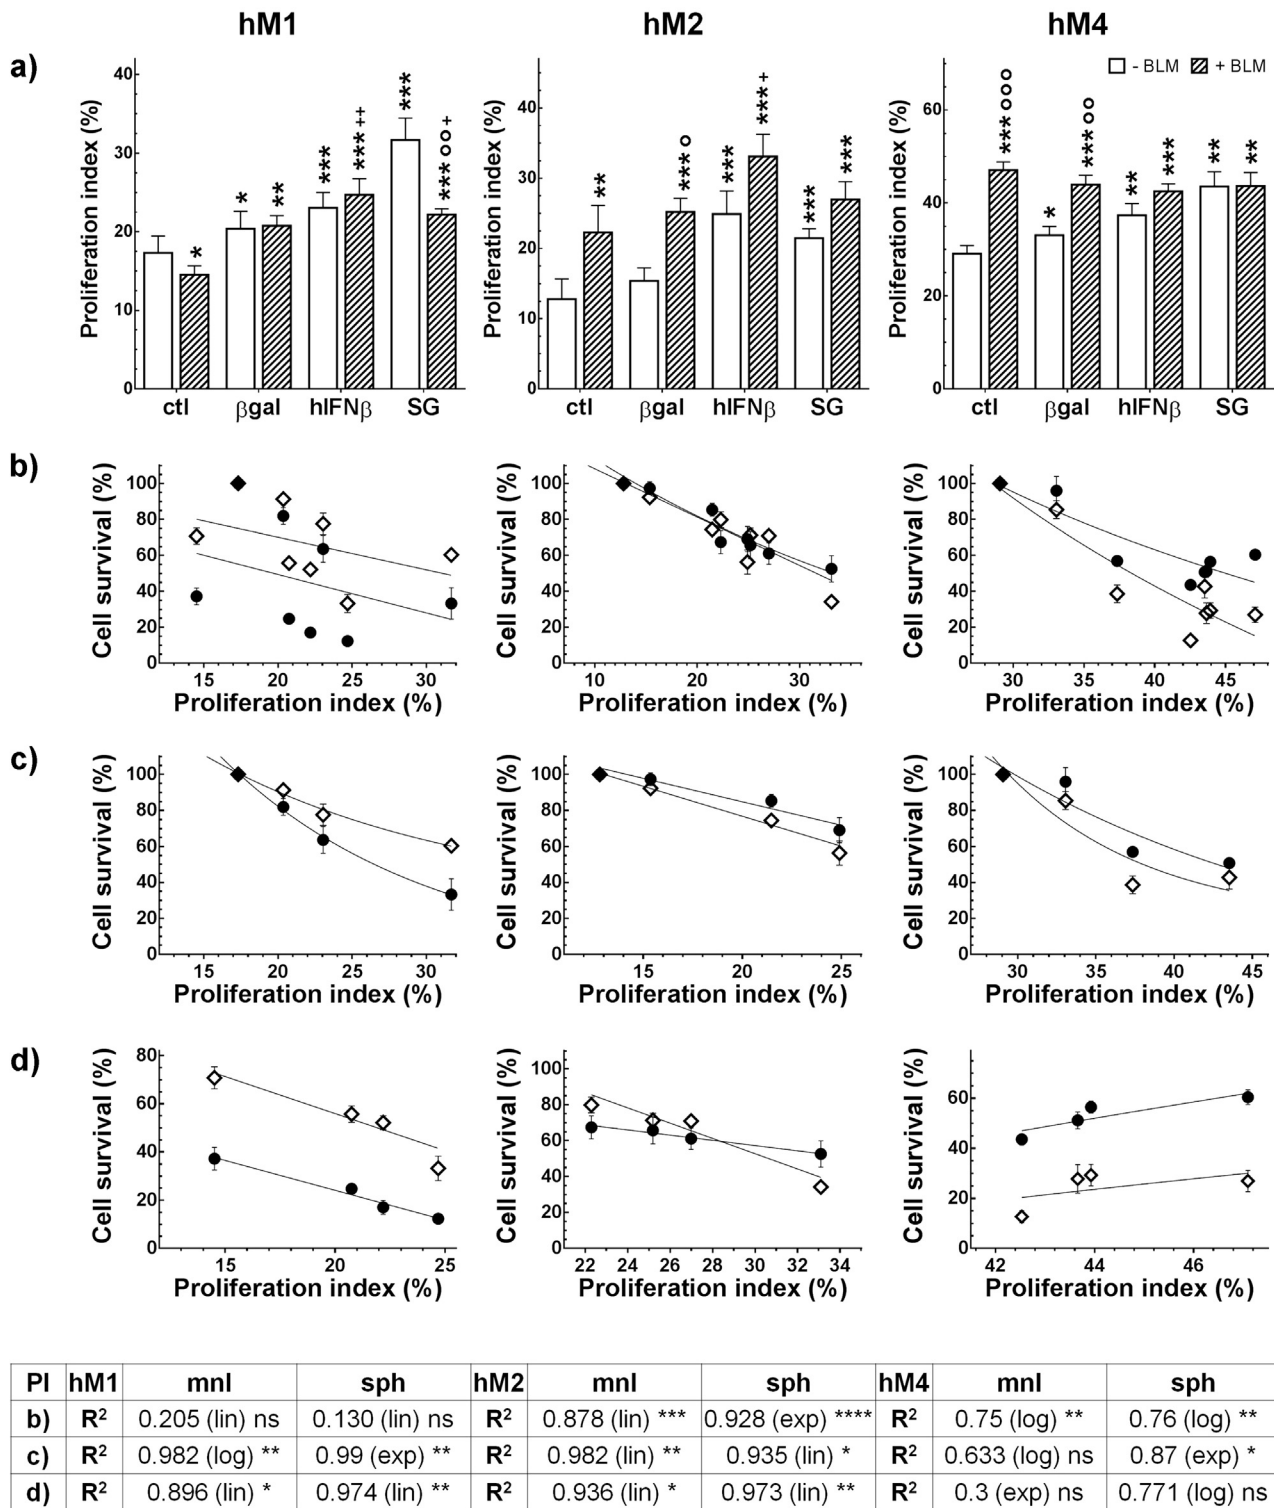 hM1 hM2 hM4
a)
- BLM + BLM
Proliferation index (%)
40
30
20
10
0
* * ** *** *** ++ *** *** oo +
ctl βgal hIFNβ SG
Proliferation index (%)
40
30
20
10
0
** *** o *** *** + *** ***
ctl βgal hIFNβ SG
Proliferation index (%)
60
40
20
0
*** ooo * *** oo ** *** ** **
ctl βgal hIFNβ SG
b)
Cell survival (%)
100
80
60
40
20
0
15 20 25 30
Proliferation index (%)
Cell survival (%)
100
80
60
40
20
0
10 20 30
Proliferation index (%)
Cell survival (%)
100
80
60
40
20
0
30 35 40 45
Proliferation index (%)
c)
Cell survival (%)
100
80
60
40
20
0
15 20 25 30
Proliferation index (%)
Cell survival (%)
100
80
60
40
20
0
15 20 25
Proliferation index (%)
Cell survival (%)
100
80
60
40
20
0
30 35 40 45
Proliferation index (%)
d)
Cell survival (%)
80
60
40
20
0
15 20 25
Proliferation index (%)
Cell survival (%)
100
80
60
40
20
0
22 24 26 28 30 32 34
Proliferation index (%)
Cell survival (%)
60
40
20
0
42 44 46
Proliferation index (%)
PI hM1 mnl sph hM2 mnl sph hM4 mnl sph
b) R² 0.205 (lin) ns 0.130 (lin) ns R² 0.878 (lin) *** 0.928 (exp) **** R² 0.75 (log) ** 0.76 (log) **
c) R² 0.982 (log) ** 0.99 (exp) ** R² 0.982 (lin) ** 0.935 (lin) * R² 0.633 (log) ns 0.87 (exp) *
d) R² 0.896 (lin) * 0.974 (lin) ** R² 0.936 (lin) * 0.973 (lin) ** R² 0.3 (exp) ns 0.771 (log) ns